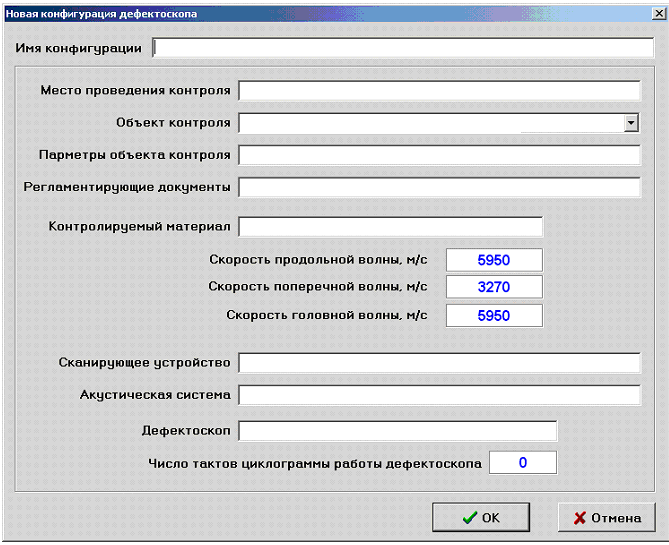 Новая конфигурация дефектоскопа
Имя конфигурации
Место проведения контроля
Объект контроля
Парметры объекта контроля
Регламентирующие документы
Контролируемый материал
Скорость продольной волны, м/с 5950
Скорость поперечной волны, м/с 3270
Скорость головной волны, м/с 5950
Сканирующее устройство
Акустическая система
Дефектоскоп
Число тактов циклограммы работы дефектоскопа 0
OK Отмена